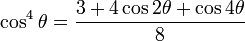 cos⁴ θ = (3 + 4 cos 2θ + cos 4θ) / 8